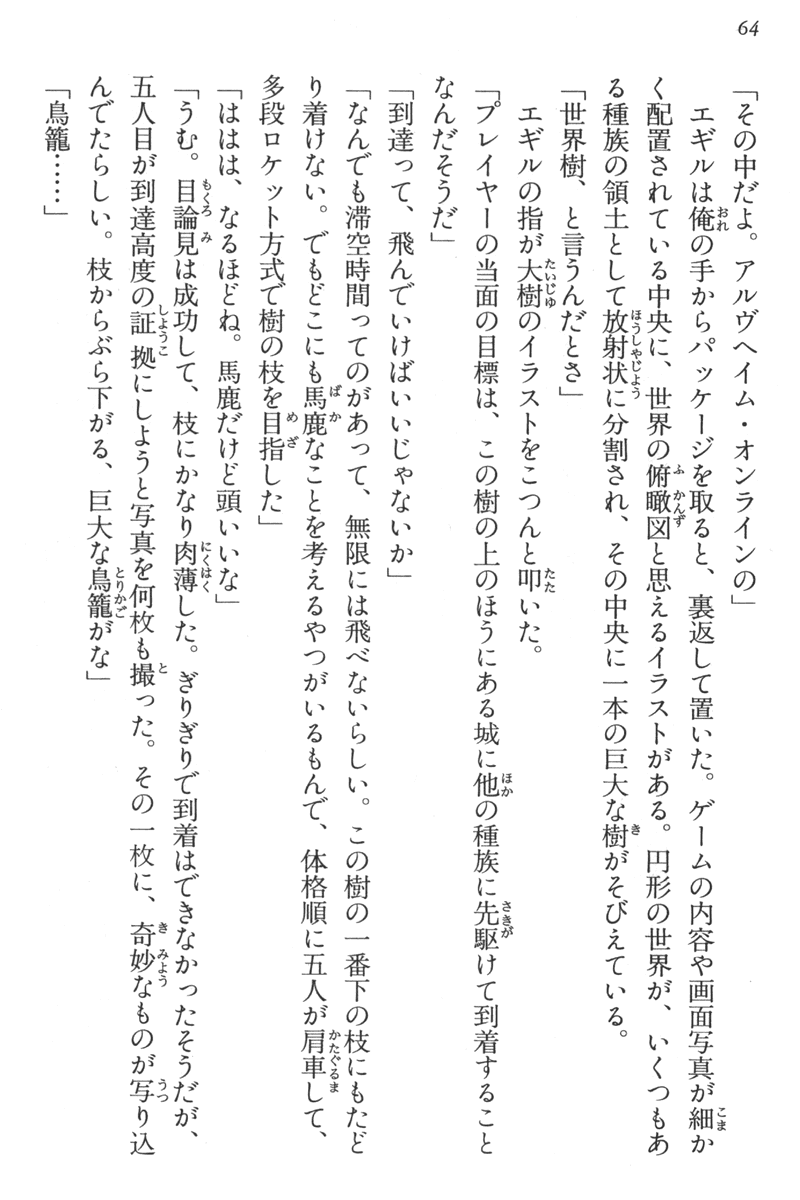 64
「その中だよ。アルヴヘイム・オンラインの」
　エギルは俺の手からパッケージを取ると、裏返して置いた。ゲームの内容や画面写真が細か
く配置されている中央に、世界の俯瞰図と思えるイラストがある。円形の世界が、いくつもあ
る種族の領土として放射状に分割され、その中央に一本の巨大な樹がそびえている。
「世界樹、と言うんだとさ」
　エギルの指が大樹のイラストをこつんと叩いた。
「プレイヤーの当面の目標は、この樹の上のほうにある城に他の種族に先駆けて到着すること
なんだそうだ」
「到達って、飛んでいけばいいじゃないか」
「なんでも滞空時間ってのがあって、無限には飛べないらしい。この樹の一番下の枝にもたど
り着けない。でもどこにも馬鹿なことを考えるやつがいるもんで、体格順に五人が肩車して、
多段ロケット方式で樹の枝を目指した」
「ははは、なるほどね。馬鹿だけど頭いいな」
「うむ。目論見は成功して、枝にかなり肉薄した。ぎりぎりで到着はできなかったそうだが、
五人目が到達高度の証拠にしようと写真を何枚も撮った。その一枚に、奇妙なものが写り込
んでたらしい。枝からぶら下がる、巨大な鳥籠がな」
「鳥籠……」